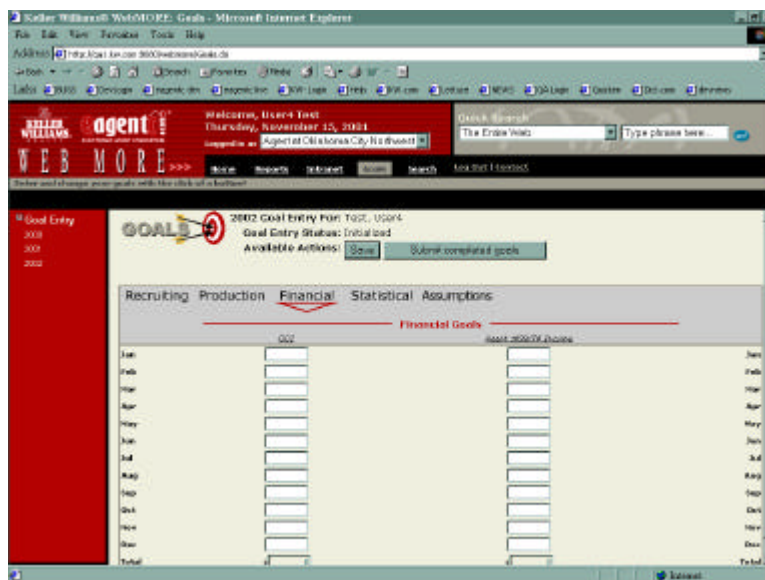 Keller Williams® WebMORE: Goals - Microsoft Internet Explorer
File Edit View Favorites Tools Help
Address
Back Search Favorites
Links
KELLER WILLIAMS. eagent
Welcome, User4 Test
Thursday, November 15, 2001
Logged in as Agent at Oklahoma City Northwest
Quick Search
The Entire Web Type phrase here...
WEB MORE >>>
Home Reports Intranet Goals Search Log Out | Contact
Enter and change your goals with the click of a button!
Goal Entry
2000
2001
2002
GOALS
2002 Goal Entry For: Test, User4
Goal Entry Status: Initialized
Available Actions: Save Submit completed goals
Recruiting Production Financial Statistical Assumptions
Financial Goals
GCI
Jan Jan
Feb Feb
Mar Mar
Apr Apr
May May
Jun Jun
Jul Jul
Aug Aug
Sep Sep
Oct Oct
Nov Nov
Dec Dec
Total Total
Internet